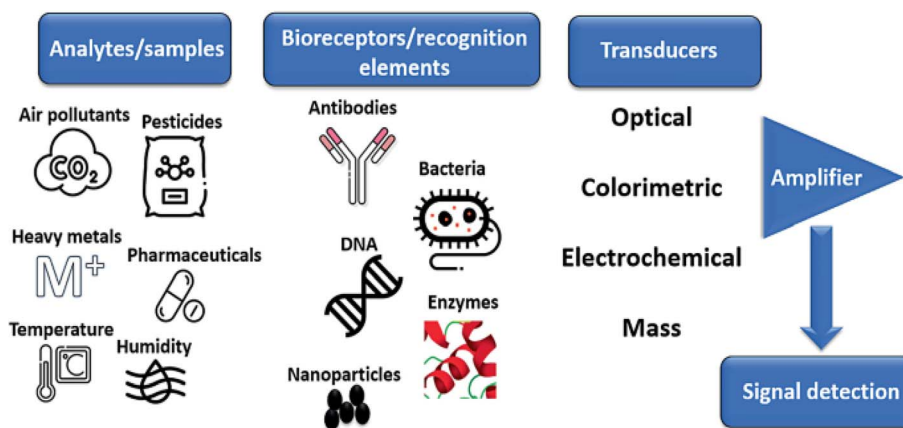 Analytes/samples
Bioreceptors/recognition
elements
Transducers
Air pollutants
Pesticides
CO₂
Heavy metals
M⁺
Pharmaceuticals
Temperature
°C
Humidity
Antibodies
Bacteria
DNA
Enzymes
Nanoparticles
Optical
Colorimetric
Electrochemical
Mass
Amplifier
Signal detection